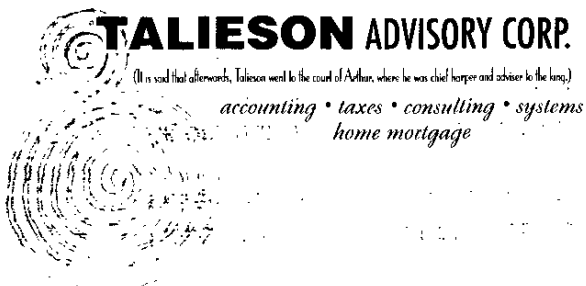 TALIESON ADVISORY CORP.
(It is said that afterwards, Talieson went to the court of Arthur, where he was chief harper and adviser to the king.)
accounting • taxes • consulting • systems
home mortgage